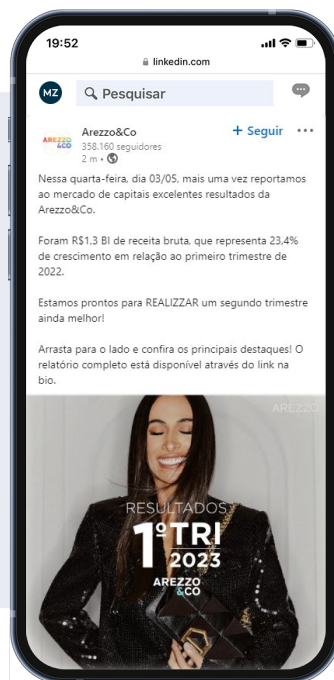 19:52
linkedin.com
MZ
Pesquisar
AREZZO
&CO
Arezzo&Co
358.160 seguidores
2 m •
+ Seguir
Nessa quarta-feira, dia 03/05, mais uma vez reportamos
ao mercado de capitais excelentes resultados da
Arezzo&Co.
Foram R$1,3 BI de receita bruta, que representa 23,4%
de crescimento em relação ao primeiro trimestre de
2022.
Estamos prontos para REALIZZAR um segundo trimestre
ainda melhor!
Arrasta para o lado e confira os principais destaques! O
relatório completo está disponível através do link na
bio.
AREZZO
RESULTADOS
1º TRI
2023
AREZZO
&CO